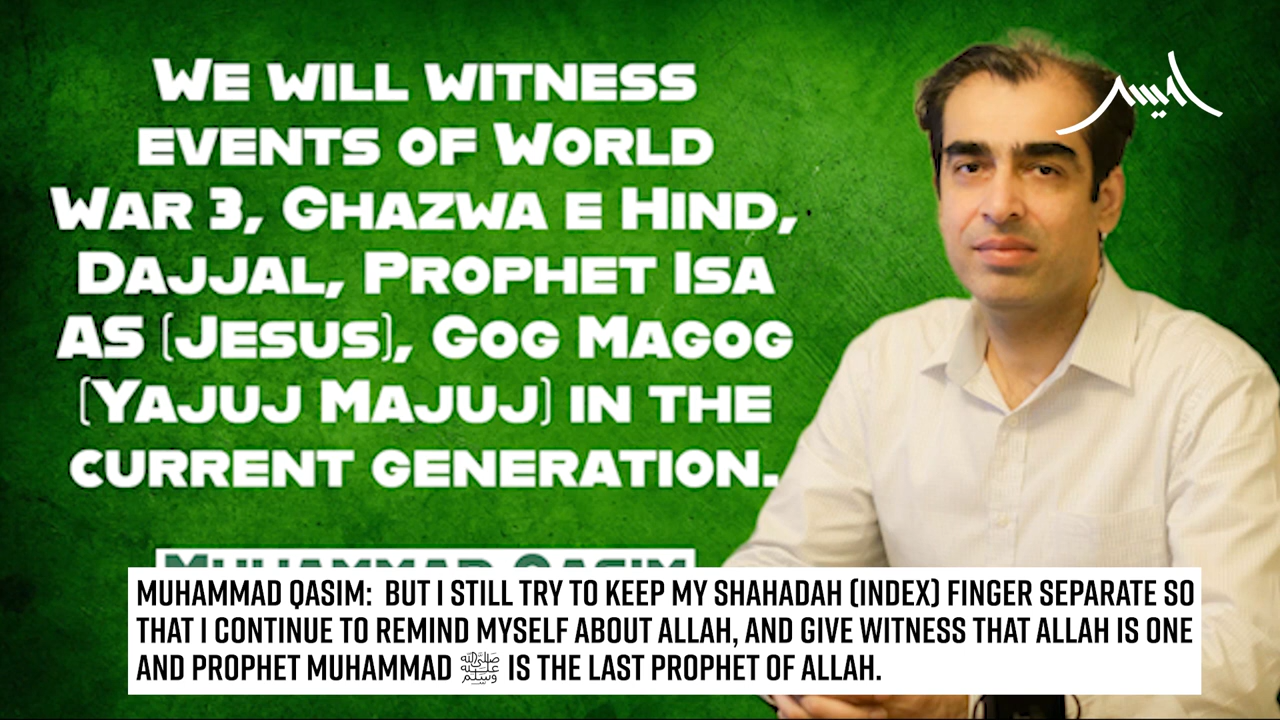 We will witness
events of World
War 3, Ghazwa e Hind,
Dajjal, Prophet Isa
AS (Jesus), Gog Magog
(Yajuj Majuj) in the
current generation.
Muhammad Qasim
MUHAMMAD QASIM: BUT I STILL TRY TO KEEP MY SHAHADAH (INDEX) FINGER SEPARATE SO
THAT I CONTINUE TO REMIND MYSELF ABOUT ALLAH, AND GIVE WITNESS THAT ALLAH IS ONE
AND PROPHET MUHAMMAD ﷺ IS THE LAST PROPHET OF ALLAH.